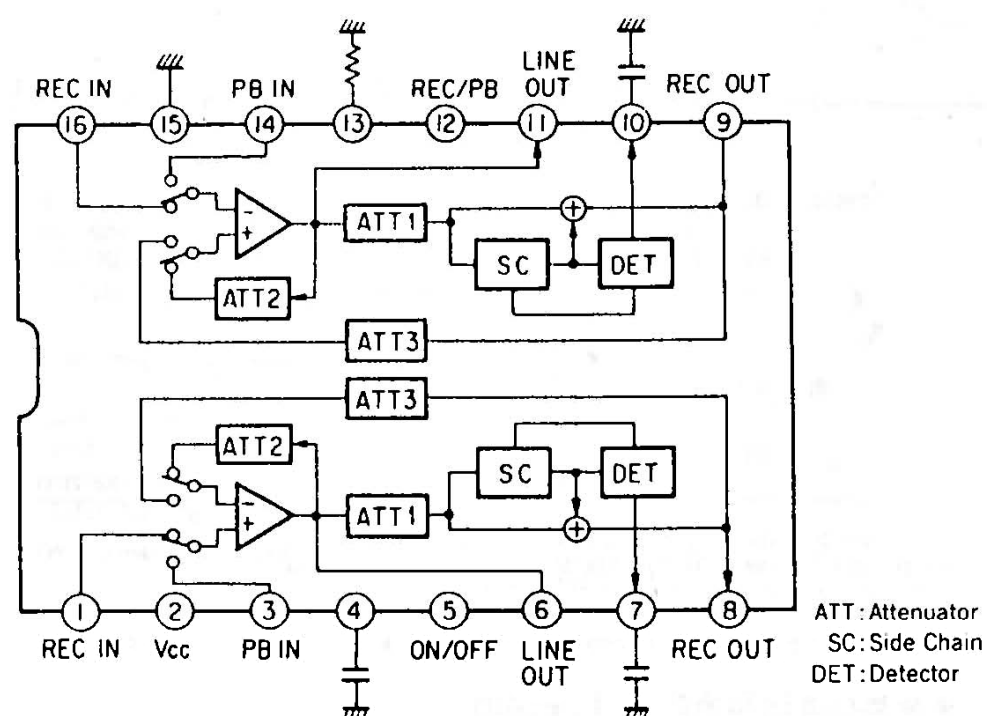 REC IN
PB IN
REC/PB
LINE
OUT
REC OUT
16
15
14
13
12
11
10
9
-
+
ATT1
+
SC
DET
ATT2
ATT3
ATT3
ATT2
SC
DET
-
+
ATT1
+
1
2
3
4
5
6
7
8
REC IN
Vcc
PB IN
ON/OFF
LINE
OUT
REC OUT
ATT: Attenuator
SC: Side Chain
DET: Detector